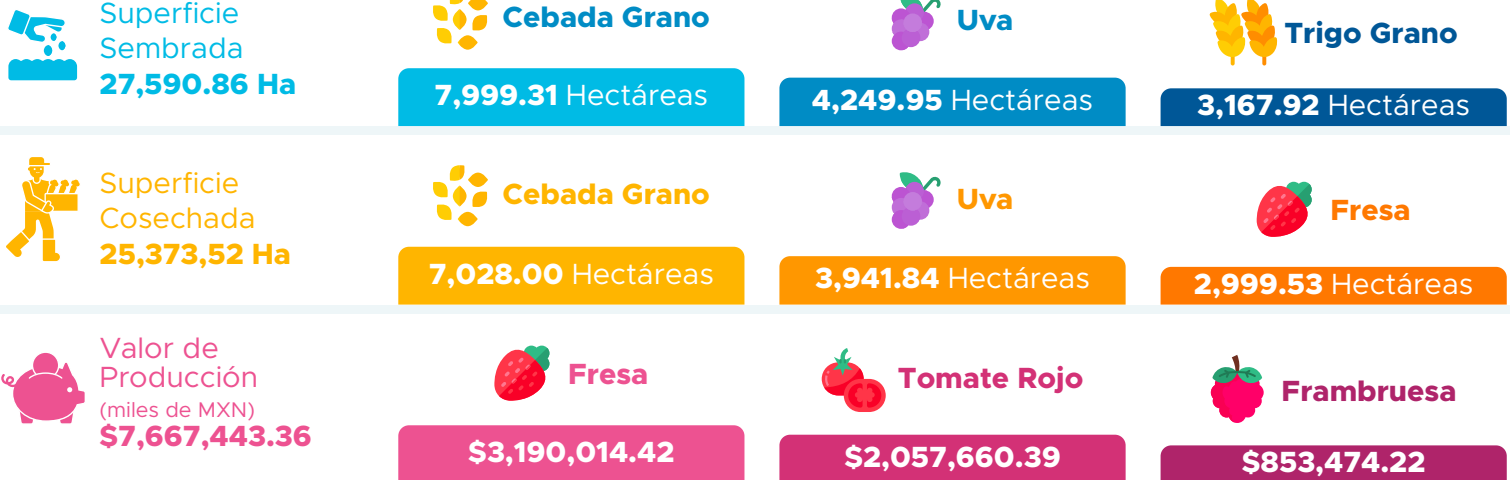 Superficie
Sembrada
27,590.86 Ha
Cebada Grano
7,999.31 Hectáreas
Uva
4,249.95 Hectáreas
Trigo Grano
3,167.92 Hectáreas
Superficie
Cosechada
25,373,52 Ha
Cebada Grano
7,028.00 Hectáreas
Uva
3,941.84 Hectáreas
Fresa
2,999.53 Hectáreas
Valor de
Producción
(miles de MXN)
$7,667,443.36
Fresa
$3,190,014.42
Tomate Rojo
$2,057,660.39
Frambruesa
$853,474.22